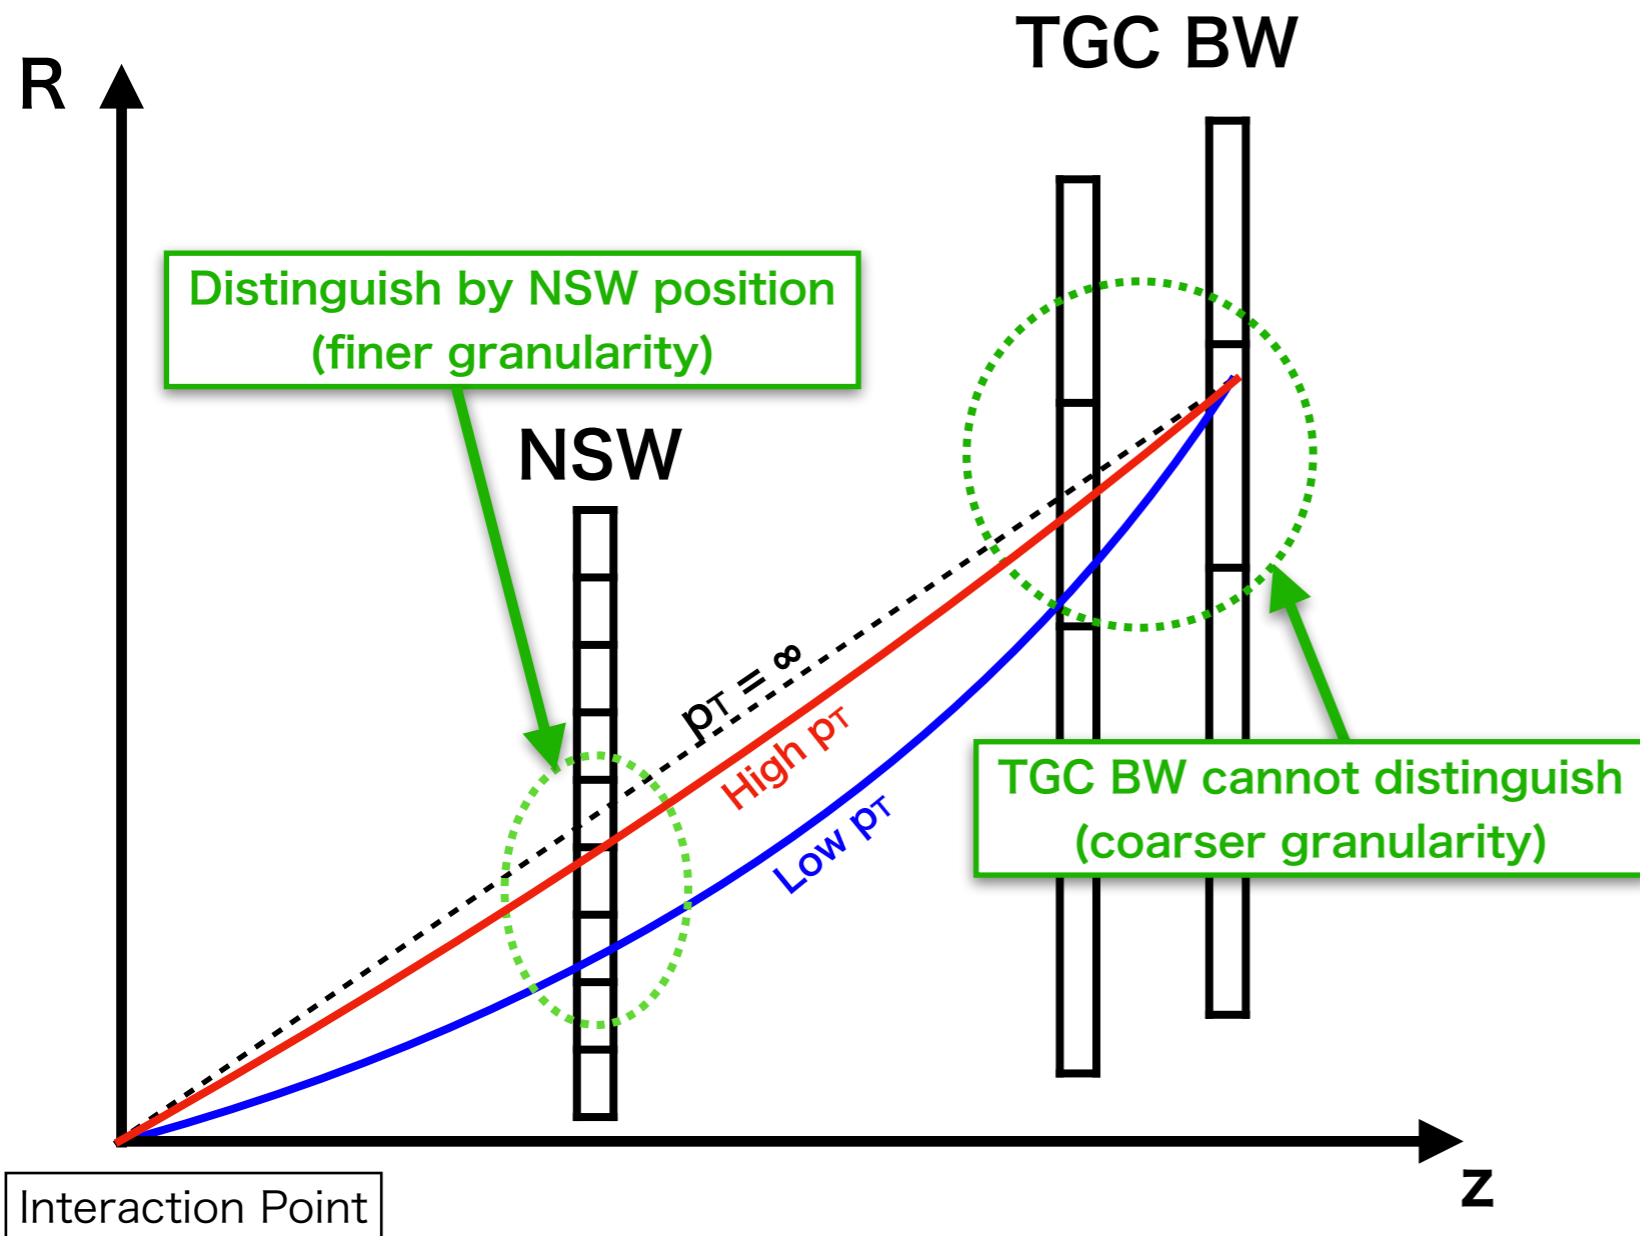 TGC BW
R
Distinguish by NSW position
(finer granularity)
NSW
pT = ∞
High pT
Low pT
TGC BW cannot distinguish
(coarser granularity)
z
Interaction Point